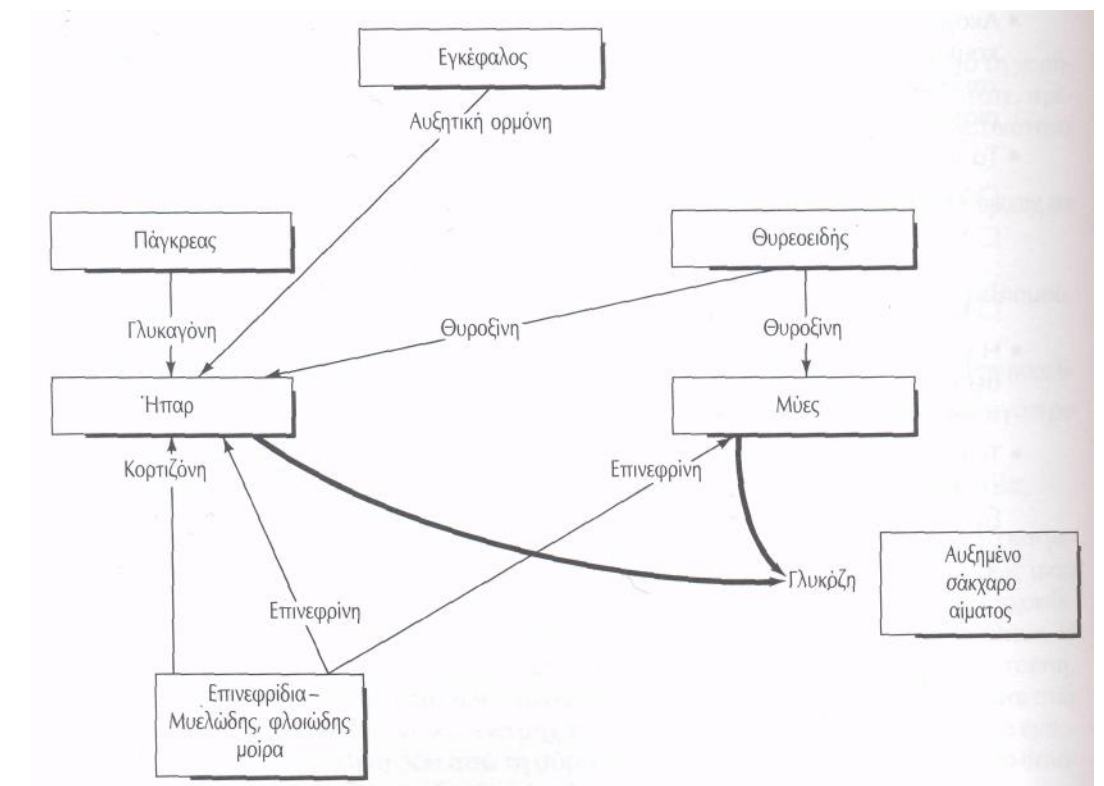 Εγκέφαλος
Αυξητική ορμόνη
Πάγκρεας
Θυρεοειδής
Γλυκαγόνη
Θυροξίνη
Θυροξίνη
Ήπαρ
Μύες
Κορτιζόνη
Επινεφρίνη
Επινεφρίνη
Γλυκόζη
Αυξημένο
σάκχαρο
αίματος
Επινεφρίδια –
Μυελώδης, φλοιώδης
μοίρα